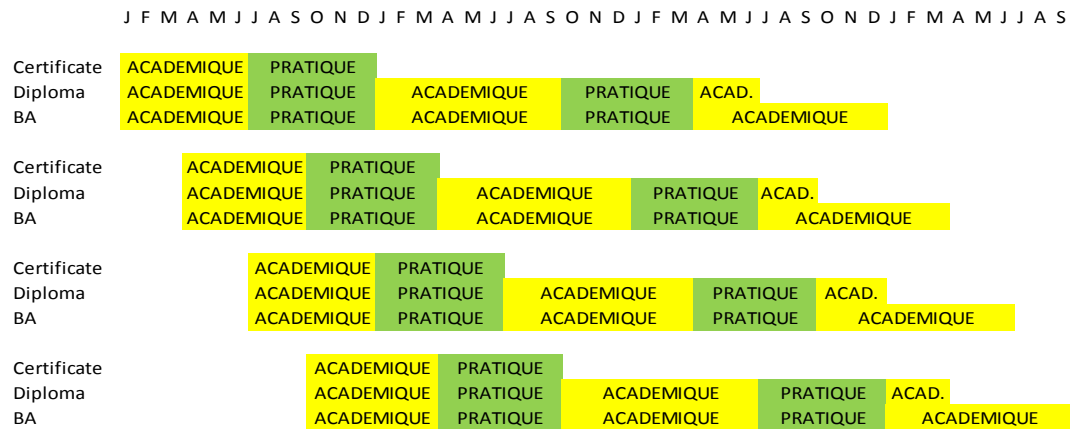 J F M A M J J A S O N D J F M A M J J A S O N D J F M A M J J A S O N D J F M A M J J A S
Certificate ACADEMIQUE PRATIQUE
Diploma ACADEMIQUE PRATIQUE ACADEMIQUE PRATIQUE ACAD.
BA ACADEMIQUE PRATIQUE ACADEMIQUE PRATIQUE ACADEMIQUE
Certificate ACADEMIQUE PRATIQUE
Diploma ACADEMIQUE PRATIQUE ACADEMIQUE PRATIQUE ACAD.
BA ACADEMIQUE PRATIQUE ACADEMIQUE PRATIQUE ACADEMIQUE
Certificate ACADEMIQUE PRATIQUE
Diploma ACADEMIQUE PRATIQUE ACADEMIQUE PRATIQUE ACAD.
BA ACADEMIQUE PRATIQUE ACADEMIQUE PRATIQUE ACADEMIQUE
Certificate ACADEMIQUE PRATIQUE
Diploma ACADEMIQUE PRATIQUE ACADEMIQUE PRATIQUE ACAD.
BA ACADEMIQUE PRATIQUE ACADEMIQUE PRATIQUE ACADEMIQUE